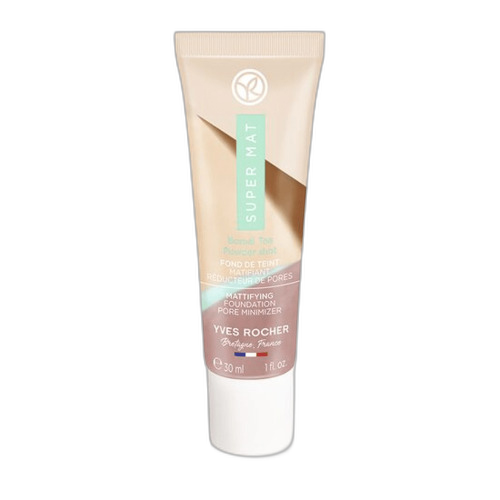 SUPER MAT
FOND DE TEINT
MATIFIANT
RÉDUCTEUR DE PORES
MATTIFYING
FOUNDATION
PORE MINIMIZER
YVES ROCHER
Bretagne, France
℮ 30 ml 1 fl. oz.